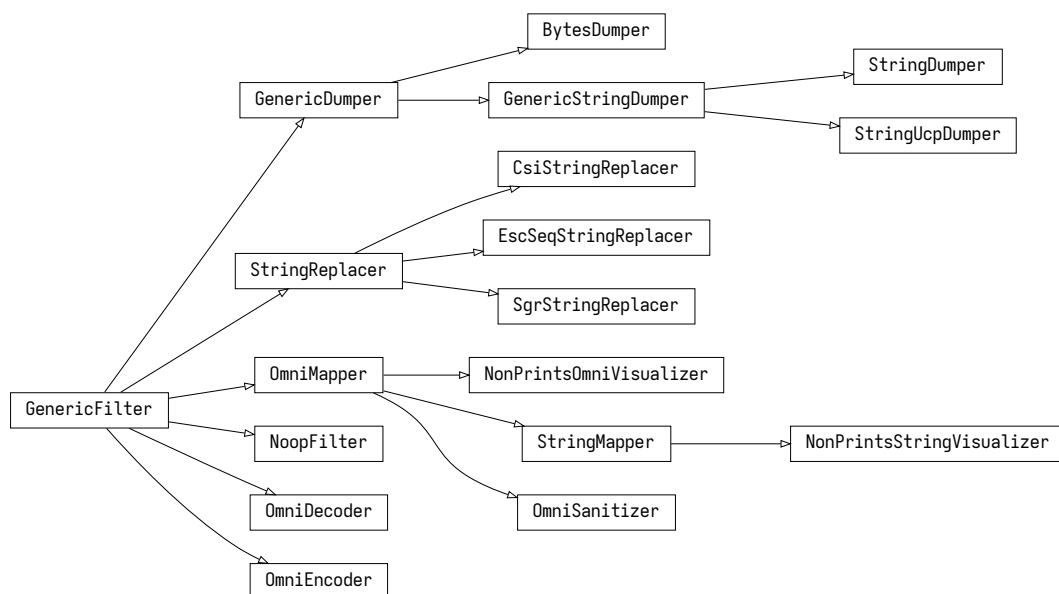 BytesDumper
StringDumper
GenericDumper
GenericStringDumper
StringUcpDumper
CsiStringReplacer
EscSeqStringReplacer
StringReplacer
SgrStringReplacer
OmniMapper
NonPrintsOmniVisualizer
GenericFilter
NoopFilter
StringMapper
NonPrintsStringVisualizer
OmniDecoder
OmniSanitizer
OmniEncoder